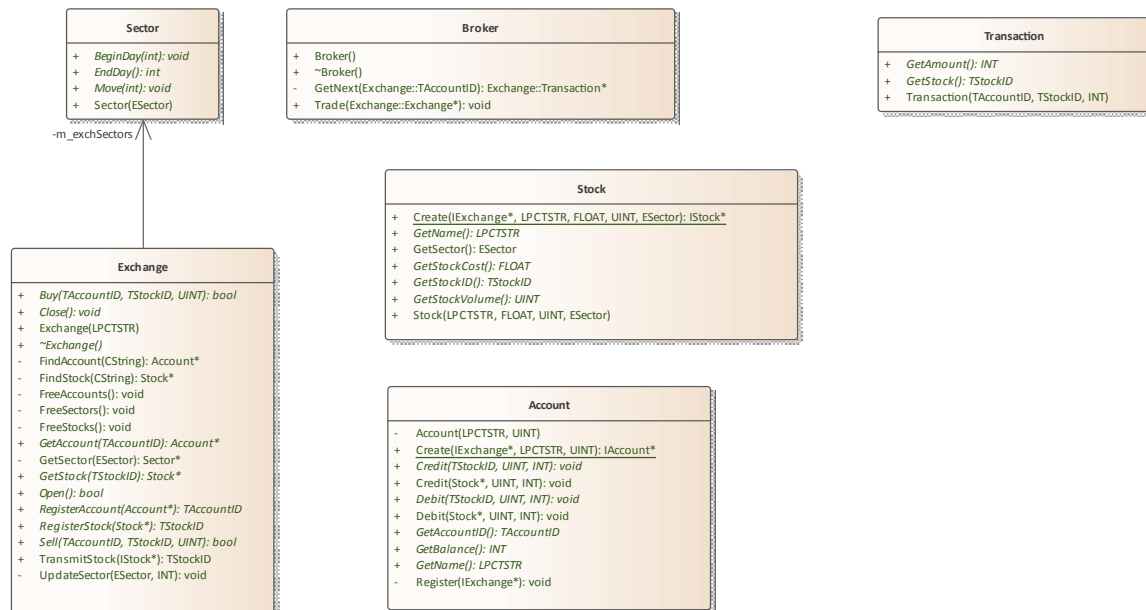 Sector
+ BeginDay(int): void
+ EndDay(): int
+ Move(int): void
+ Sector(ESector)
-m_exchSectors
Broker
+ Broker()
+ ~Broker()
- GetNext(Exchange::TAccountID): Exchange::Transaction*
+ Trade(Exchange::Exchange*): void
Transaction
+ GetAmount(): INT
+ GetStock(): TStockID
+ Transaction(TAccountID, TStockID, INT)
Stock
+ Create(IExchange*, LPCTSTR, FLOAT, UINT, ESector): IStock*
+ GetName(): LPCTSTR
+ GetSector(): ESector
+ GetStockCost(): FLOAT
+ GetStockID(): TStockID
+ GetStockVolume(): UINT
+ Stock(LPCTSTR, FLOAT, UINT, ESector)
Exchange
+ Buy(TAccountID, TStockID, UINT): bool
+ Close(): void
+ Exchange(LPCTSTR)
+ ~Exchange()
- FindAccount(CString): Account*
- FindStock(CString): Stock*
- FreeAccounts(): void
- FreeSectors(): void
- FreeStocks(): void
+ GetAccount(TAccountID): Account*
- GetSector(ESector): Sector*
+ GetStock(TStockID): Stock*
+ Open(): bool
+ RegisterAccount(Account*): TAccountID
+ RegisterStock(Stock*): TStockID
+ Sell(TAccountID, TStockID, UINT): bool
+ TransmitStock(IStock*): TStockID
- UpdateSector(ESector, INT): void
Account
- Account(LPCTSTR, UINT)
+ Create(IExchange*, LPCTSTR, UINT): IAccount*
+ Credit(TStockID, UINT, INT): void
+ Credit(Stock*, UINT, INT): void
+ Debit(TStockID, UINT, INT): void
+ Debit(Stock*, UINT, INT): void
+ GetAccountID(): TAccountID
+ GetBalance(): INT
+ GetName(): LPCTSTR
- Register(IExchange*): void